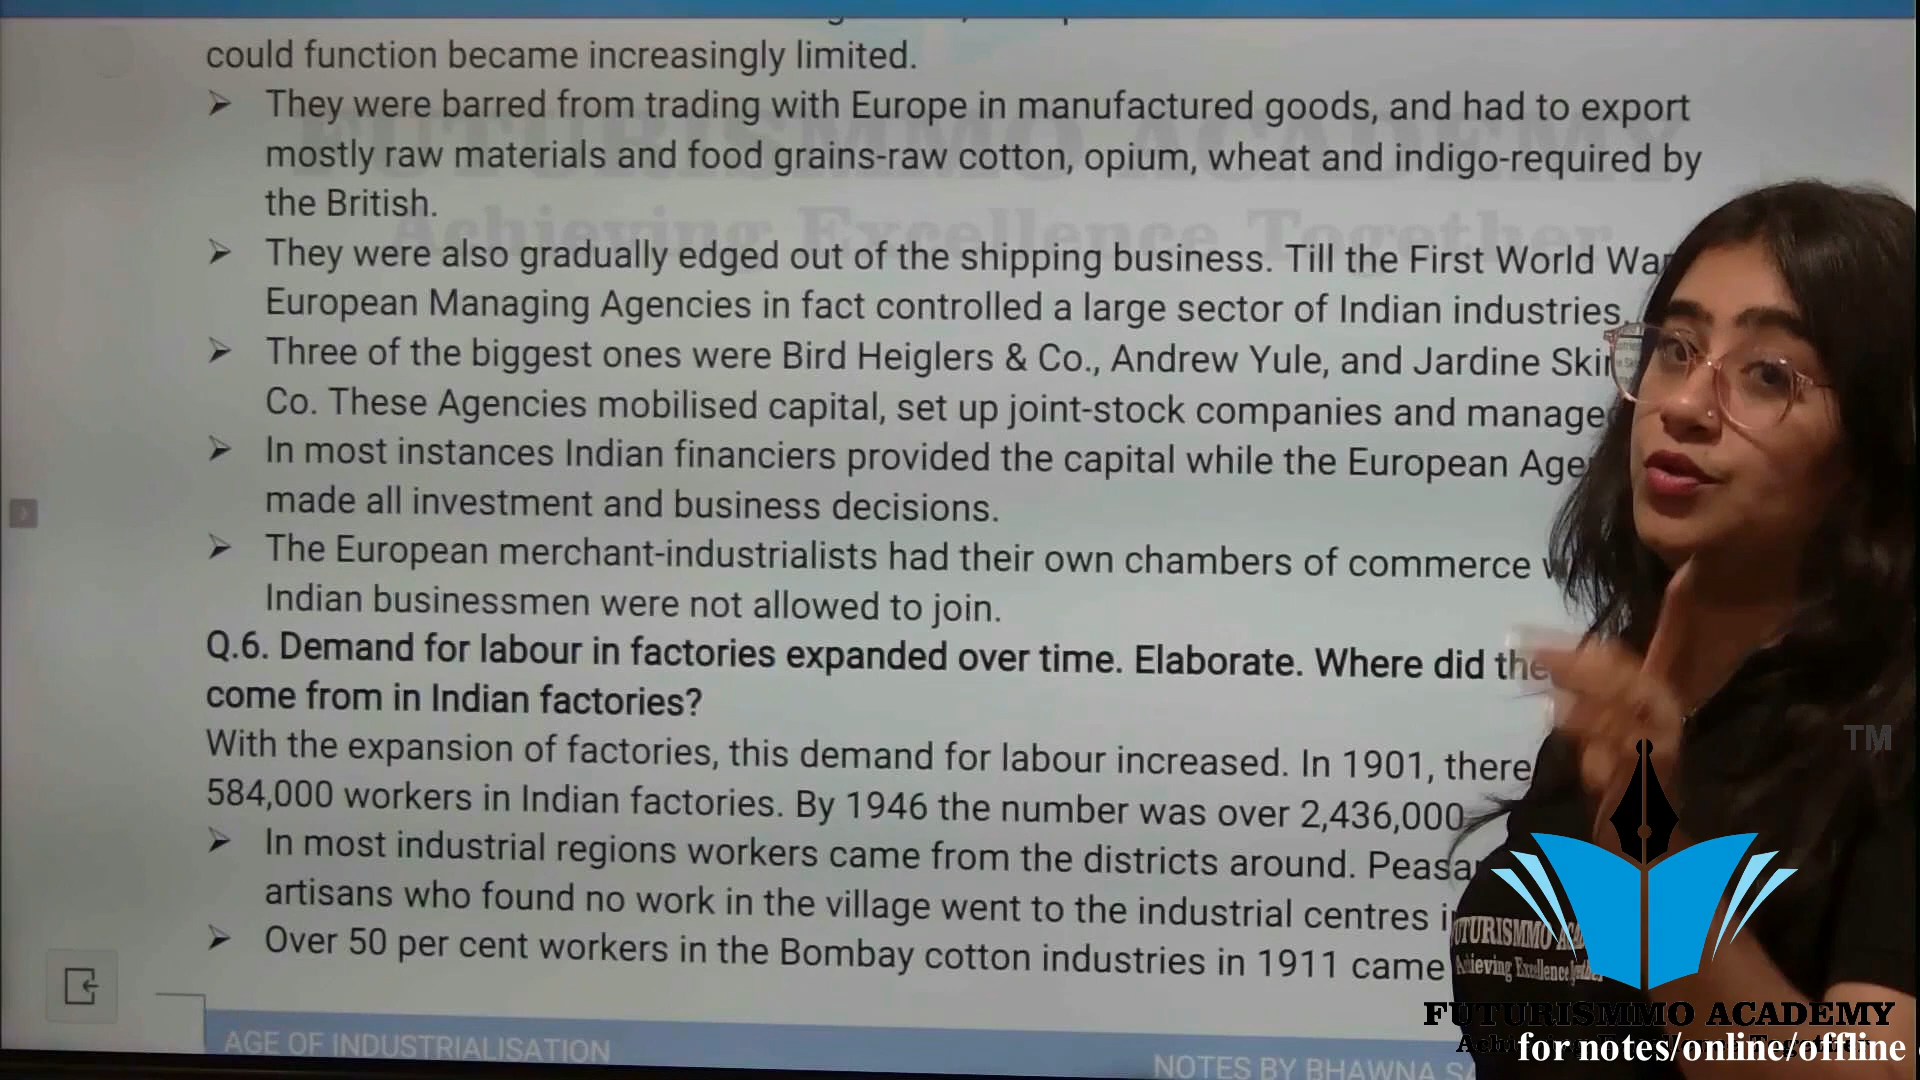 could function became increasingly limited.
➢ They were barred from trading with Europe in manufactured goods, and had to export
mostly raw materials and food grains-raw cotton, opium, wheat and indigo-required by
the British.
➢ They were also gradually edged out of the shipping business. Till the First World War
European Managing Agencies in fact controlled a large sector of Indian industries.
➢ Three of the biggest ones were Bird Heiglers & Co., Andrew Yule, and Jardine
Co. These Agencies mobilised capital, set up joint-stock companies and
➢ In most instances Indian financiers provided the capital while the European
made all investment and business decisions.
➢ The European merchant-industrialists had their own chambers of commerce
Indian businessmen were not allowed to join.
Q.6. Demand for labour in factories expanded over time. Elaborate. Where did
come from in Indian factories?
With the expansion of factories, this demand for labour increased. In 1901, there
584,000 workers in Indian factories. By 1946 the number was over 2,436,000
➢ In most industrial regions workers came from the districts around.
artisans who found no work in the village went to the industrial centres
➢ Over 50 per cent workers in the Bombay cotton industries in 1911 came
AGE OF INDUSTRIALISATION
NOTES BY BHAWNA
FUTURISMMO ACADEMY
Achieving Excellence Together
TM
FUTURISMMO
Achieving Excellence
FUTURISMMO ACADEMY
for notes/online/offline